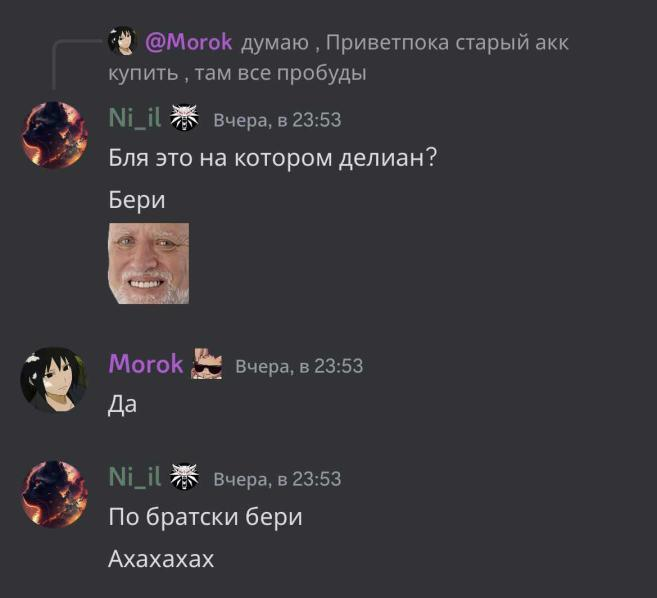 @Morok думаю , Приветпока старый акк
купить , там все пробуды
Ni_il Вчера, в 23:53
Бля это на котором делиан?
Бери
Morok Вчера, в 23:53
Да
Ni_il Вчера, в 23:53
По братски бери
Ахахахах